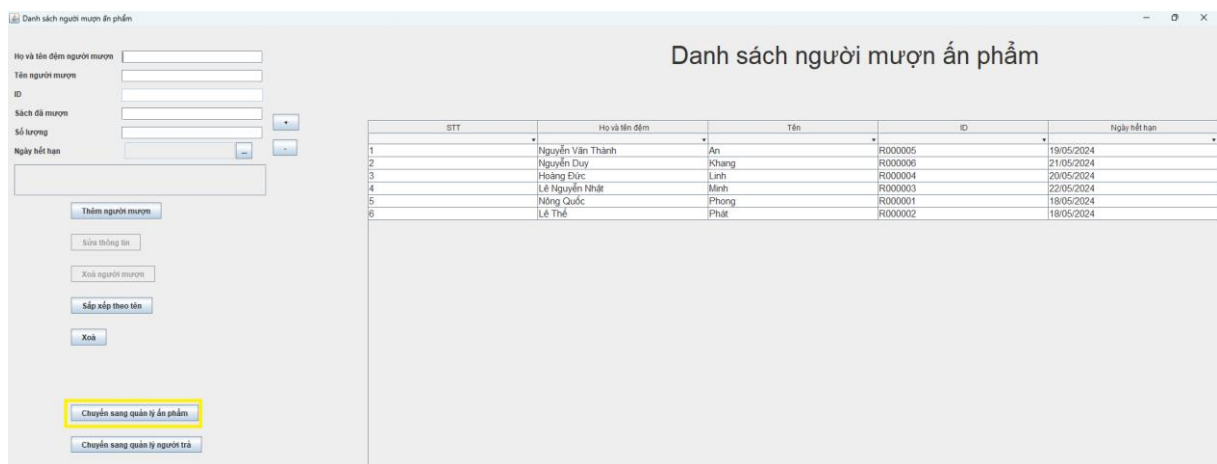 Danh sách người mượn ấn phẩm
Danh sách người mượn ấn phẩm
Họ và tên đệm người mượn
Tên người mượn
ID
Sách đã mượn
Số lượng
Ngày hết hạn
...
+
-
Thêm người mượn
Sửa thông tin
Xoá người mượn
Sắp xếp theo tên
Xoá
Chuyển sang quản lý ấn phẩm
Chuyển sang quản lý người trả
STT Họ và tên đệm Tên ID Ngày hết hạn
1 Nguyễn Văn Thành An R000005 19/05/2024
2 Nguyễn Duy Khang R000006 21/05/2024
3 Hoàng Đức Linh R000004 20/05/2024
4 Lê Nguyễn Nhật Minh R000003 22/05/2024
5 Nông Quốc Phong R000001 18/05/2024
6 Lê Thế Phát R000002 18/05/2024